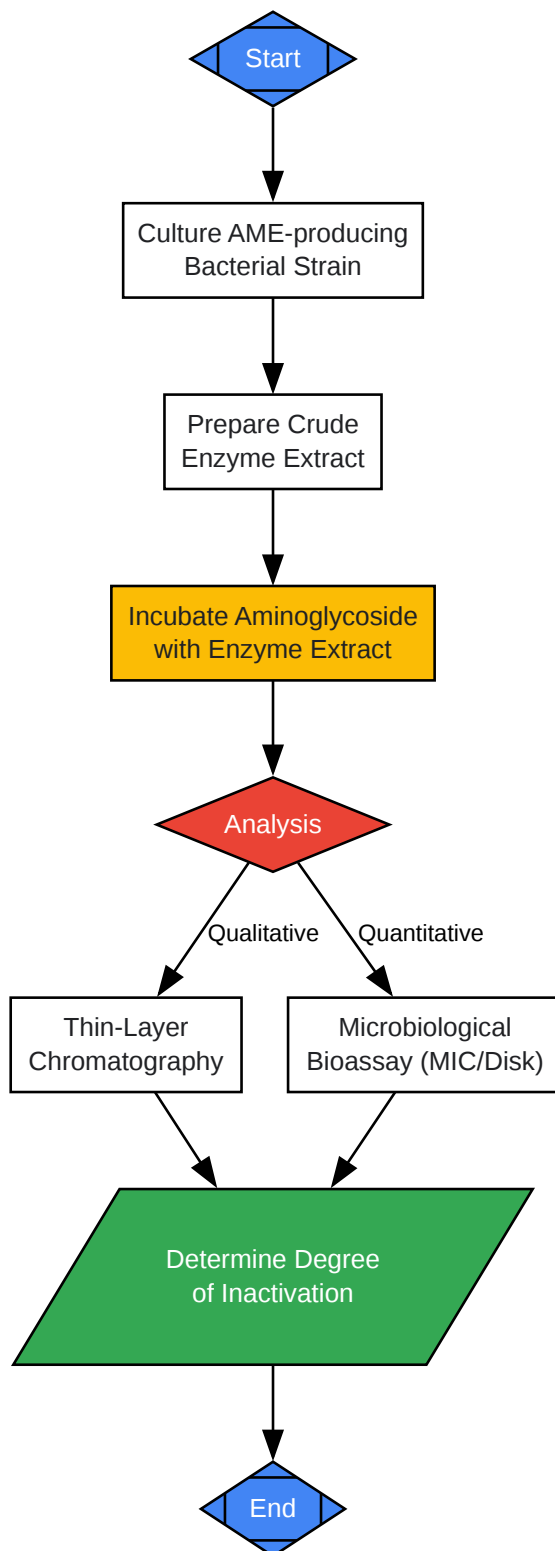 Start
Culture AME-producing
Bacterial Strain
Prepare Crude
Enzyme Extract
Incubate Aminoglycoside
with Enzyme Extract
Analysis
Qualitative
Quantitative
Thin-Layer
Chromatography
Microbiological
Bioassay (MIC/Disk)
Determine Degree
of Inactivation
End